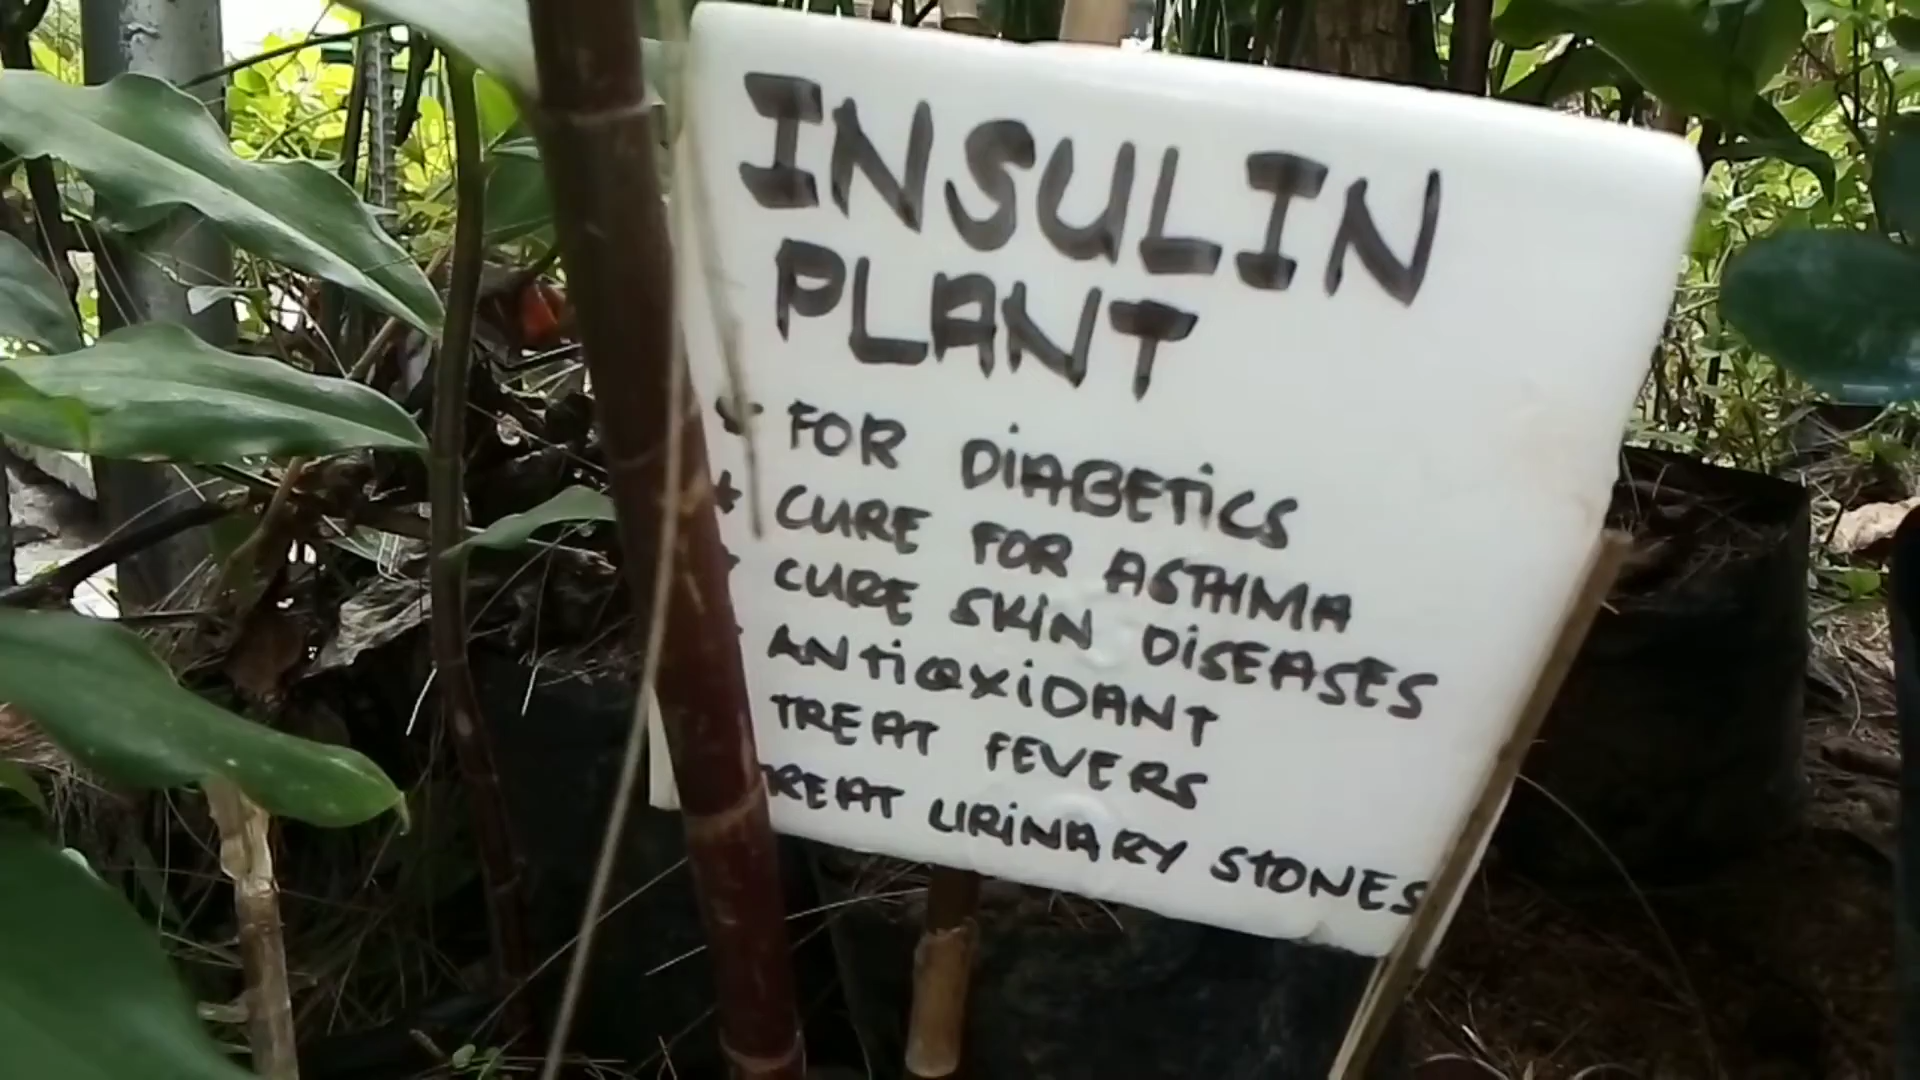 INSULIN
PLANT
* FOR DiABETiCS
* CURE FOR ASTHMA
* CURE SKiN DiSEASES
ANTiOXiDANT
TREAT FEVERS
TREAT URiNARY STONES